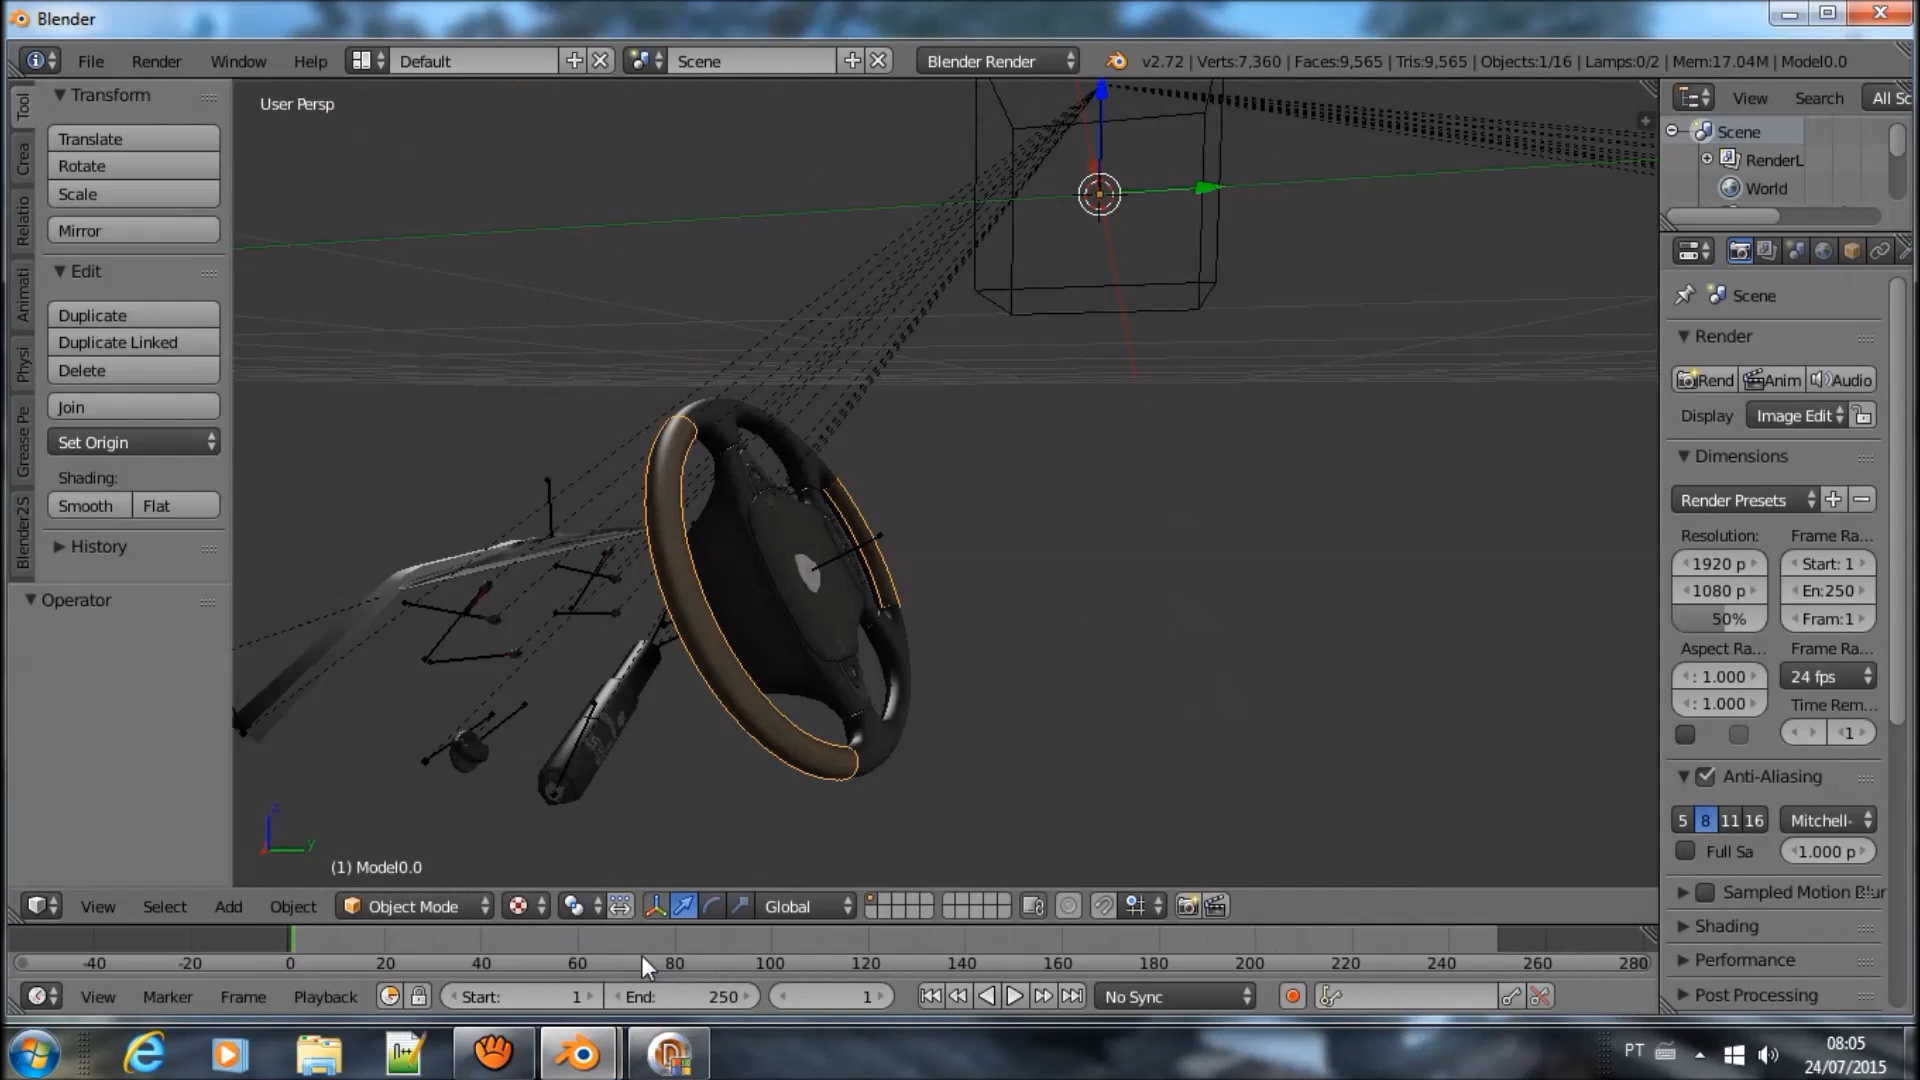 Blender
File Render Window Help Default Scene Blender Render v2.72 | Verts:7,360 | Faces:9,565 | Tris:9,565 | Objects:1/16 | Lamps:0/2 | Mem:17.04M | Model0.0
Tool
Crea
Relatio
Animati
Physi
Grease Pe
Blender2S
Transform
Translate
Rotate
Scale
Mirror
Edit
Duplicate
Duplicate Linked
Delete
Join
Set Origin
Shading:
Smooth Flat
History
Operator
User Persp
z
y
(1) Model0.0
View Search All Sc
Scene
RenderL
World
Scene
Render
Rend Anim Audio
Display Image Edit
Dimensions
Render Presets
Resolution: Frame Ra...
1920 p Start: 1
1080 p En:250
50% Fram:1
Aspect Ra... Frame Ra...
: 1.000 24 fps
: 1.000 Time Rem...
1
Anti-Aliasing
5 8 11 16 Mitchell-
Full Sa 1.000 p
Sampled Motion Blur
Shading
Performance
Post Processing
View Select Add Object Object Mode Global
-40 -20 0 20 40 60 80 100 120 140 160 180 200 220 240 260 280
View Marker Frame Playback Start: 1 End: 250 1 No Sync
N++
PT
08:05
24/07/2015